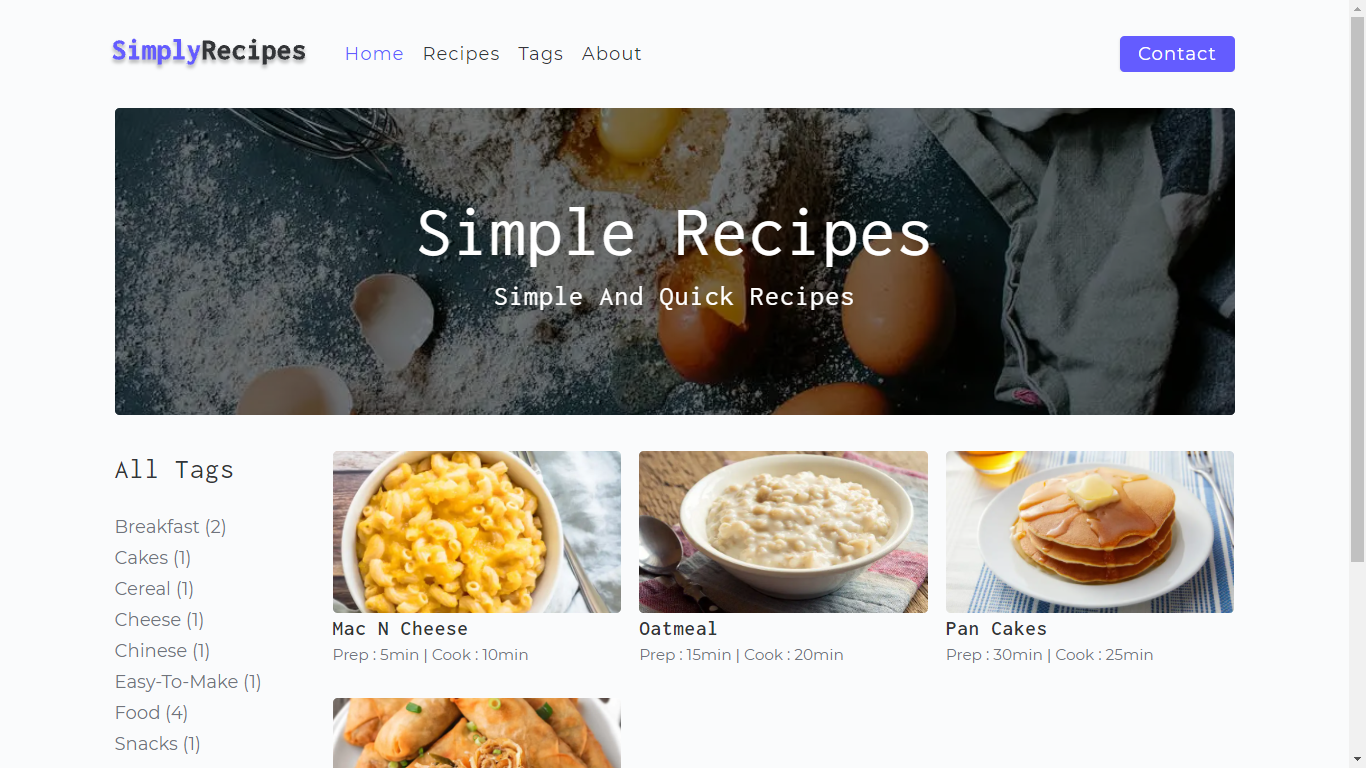 SimplyRecipes Home Recipes Tags About Contact
Simple Recipes
Simple And Quick Recipes
All Tags
Breakfast (2)
Cakes (1)
Cereal (1)
Cheese (1)
Chinese (1)
Easy-To-Make (1)
Food (4)
Snacks (1)
Mac N Cheese
Prep : 5min | Cook : 10min
Oatmeal
Prep : 15min | Cook : 20min
Pan Cakes
Prep : 30min | Cook : 25min